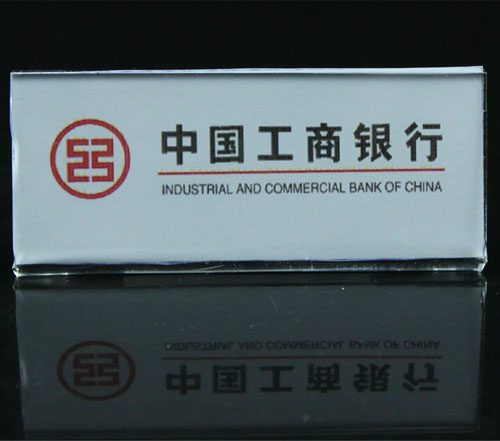 中国工商银行
INDUSTRIAL AND COMMERCIAL BANK OF CHINA